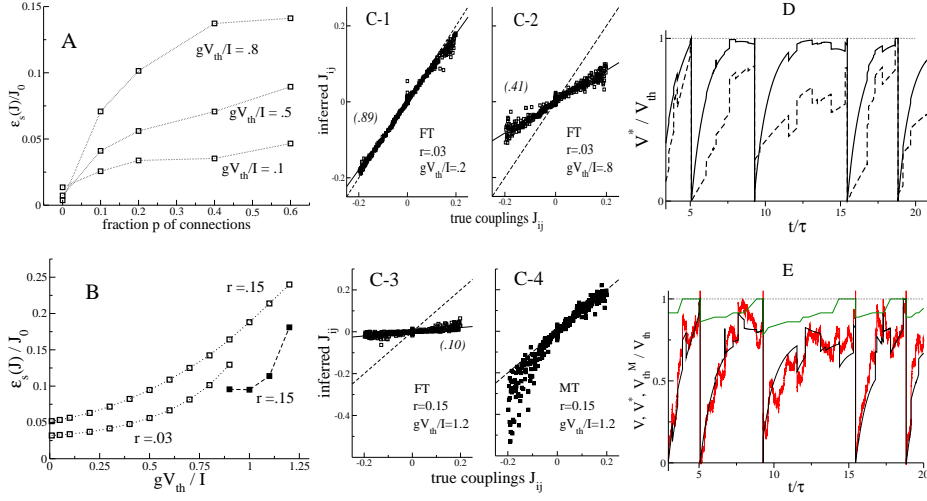 A
ε_s(J)/J_0
0.15
0.1
0.05
0
gV_th/I = .8
gV_th/I = .5
gV_th/I = .1
0.0
0.1
0.2
0.3
0.4
0.5
0.6
fraction p of connections
C-1
inferred J_ij
0.2
0
-0.2
(.89)
FT
r=.03
gV_th/I=.2
-0.2
0
0.2
C-2
(.41)
FT
r=.03
gV_th/I=.8
-0.2
0
0.2
true couplings J_ij
D
V* / V_th
1
0
5
10
15
20
t/τ
B
ε_s(J) / J_0
0.25
0.20
0.15
0.1
0.05
0
r=.15
r=.15
r=.03
0
0.25
0.5
0.75
1
1.25
gV_th / I
C-3
inferred J_ij
0.2
0
-0.2
-0.4
(.10)
FT
r=0.15
gV_th/I=1.2
-0.2
0
0.2
C-4
MT
r=0.15
gV_th/I=1.2
-0.2
0
0.2
true couplings J_ij
E
V, V*, V_th^M / V_th
1
0.5
0
5
10
15
20
t/τ